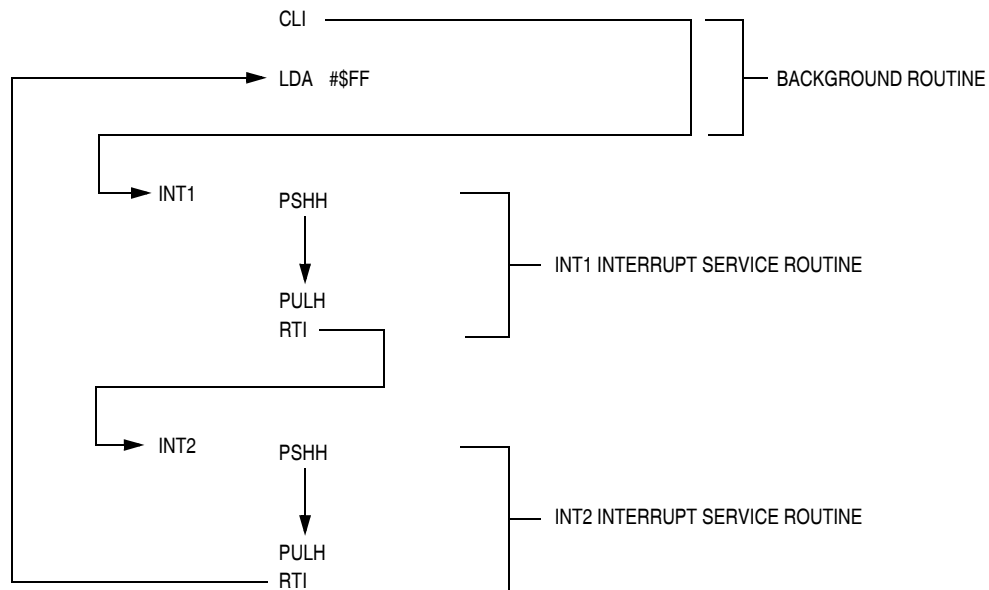 CLI
LDA #$FF
BACKGROUND ROUTINE
INT1
PSHH
INT1 INTERRUPT SERVICE ROUTINE
PULH
RTI
INT2
PSHH
INT2 INTERRUPT SERVICE ROUTINE
PULH
RTI